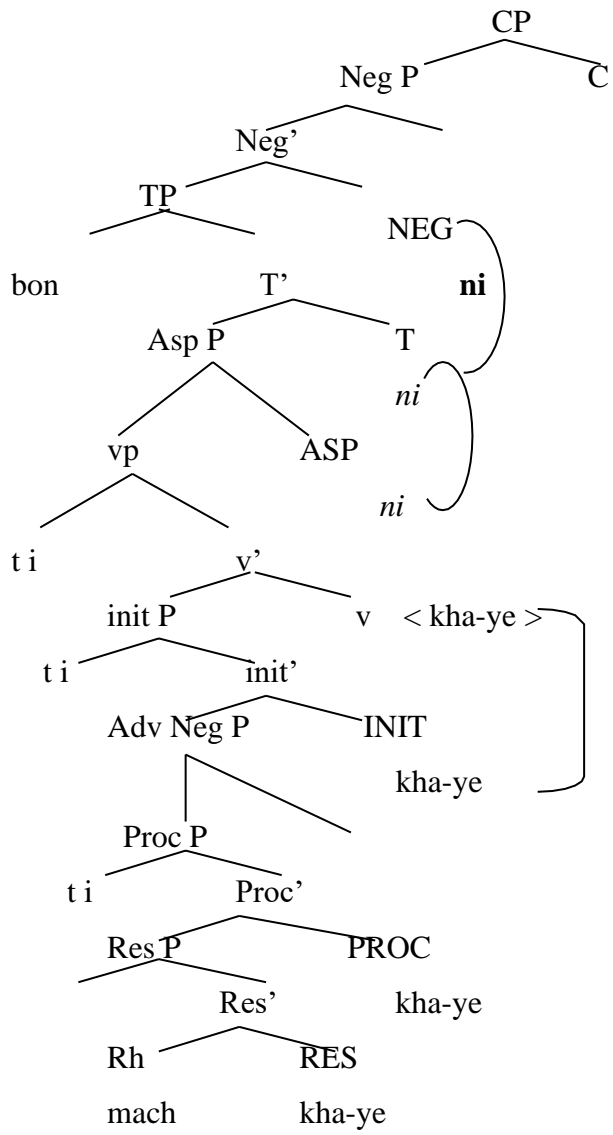 CP
Neg P C
Neg’
TP
NEG
bon T’ ni
Asp P T
ni
vp ASP
ni
t i v’
init P v < kha-ye >
t i init’
Adv Neg P INIT
kha-ye
Proc P
t i Proc’
Res P PROC
Res’ kha-ye
Rh RES
mach kha-ye